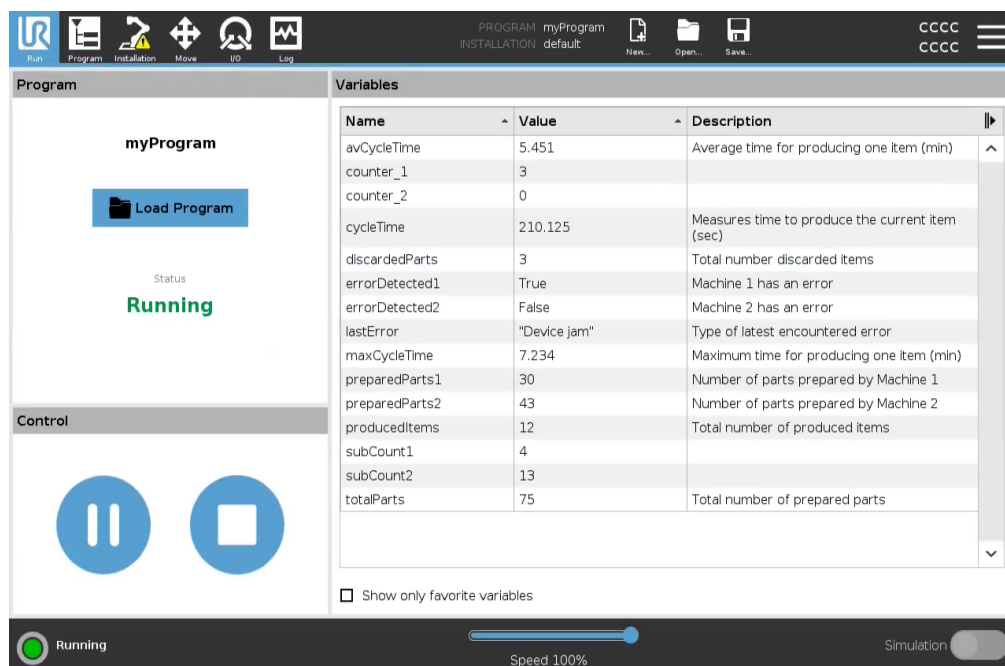 UR
Run
Program
Installation
Move
I/O
Log
PROGRAM myProgram
INSTALLATION default
New...
Open...
Save...
CCCC
CCCC
Program
myProgram
Load Program
Status
Running
Control
Variables
Name Value Description
avCycleTime 5.451 Average time for producing one item (min)
counter_1 3
counter_2 0
cycleTime 210.125 Measures time to produce the current item
(sec)
discardedParts 3 Total number discarded items
errorDetected1 True Machine 1 has an error
errorDetected2 False Machine 2 has an error
lastError "Device jam" Type of latest encountered error
maxCycleTime 7.234 Maximum time for producing one item (min)
preparedParts1 30 Number of parts prepared by Machine 1
preparedParts2 43 Number of parts prepared by Machine 2
producedItems 12 Total number of produced items
subCount1 4
subCount2 13
totalParts 75 Total number of prepared parts
Show only favorite variables
Running
Speed 100%
Simulation